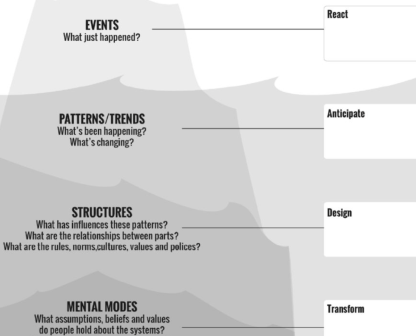 EVENTS
What just happened?
React
PATTERNS/TRENDS
What's been happening?
What's changing?
Anticipate
STRUCTURES
What has influences these patterns?
What are the relationships between parts?
What are the rules, norms,cultures, values and polices?
Design
MENTAL MODES
What assumptions, beliefs and values
do people hold about the systems?
Transform